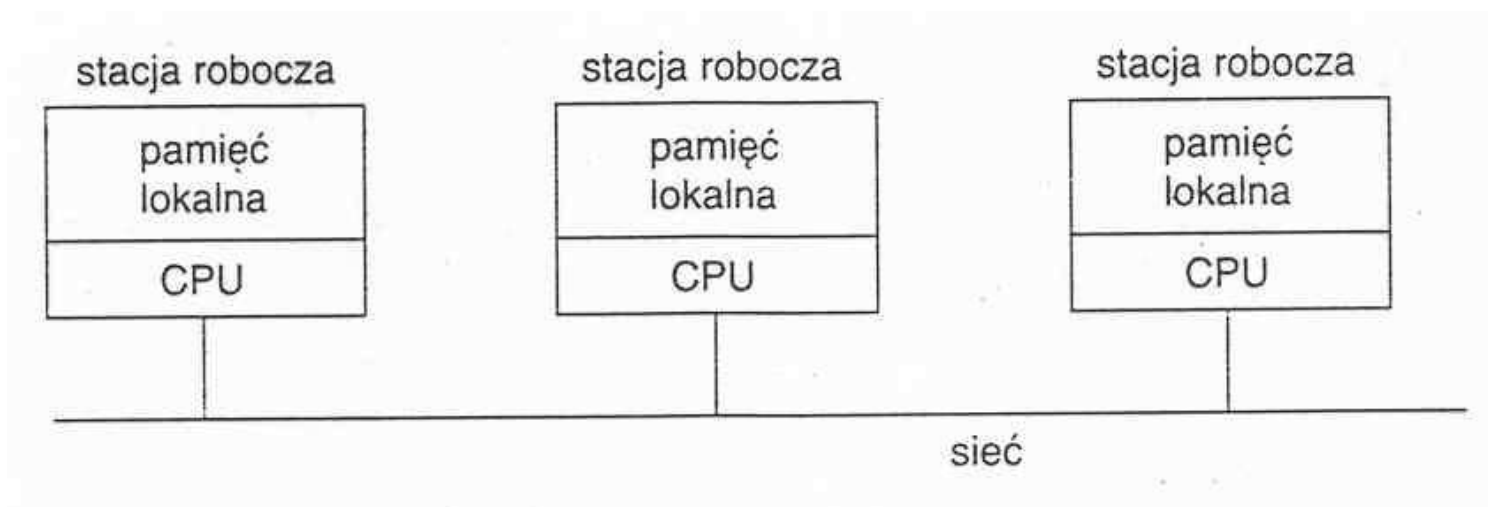 stacja robocza
stacja robocza
stacja robocza
pamięć
lokalna
pamięć
lokalna
pamięć
lokalna
CPU
CPU
CPU
sieć